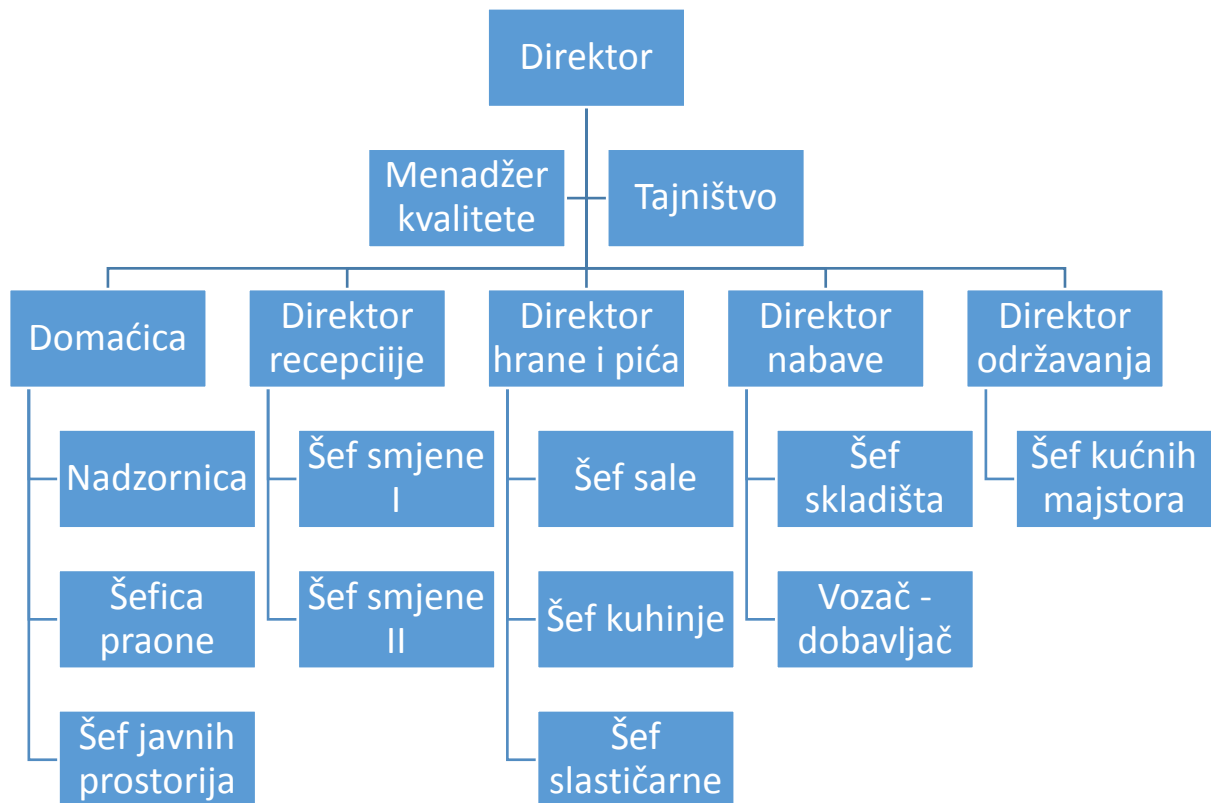 Direktor
Menadžer
kvalitete
Tajništvo
Domaćica
Direktor
recepciije
Direktor
hrane i pića
Direktor
nabave
Direktor
održavanja
Nadzornica
Šef smjene
I
Šef sale
Šef
skladišta
Šef kućnih
majstora
Šefica
praone
Šef smjene
II
Šef kuhinje
Vozač -
dobavljač
Šef javnih
prostorija
Šef
slastičarne